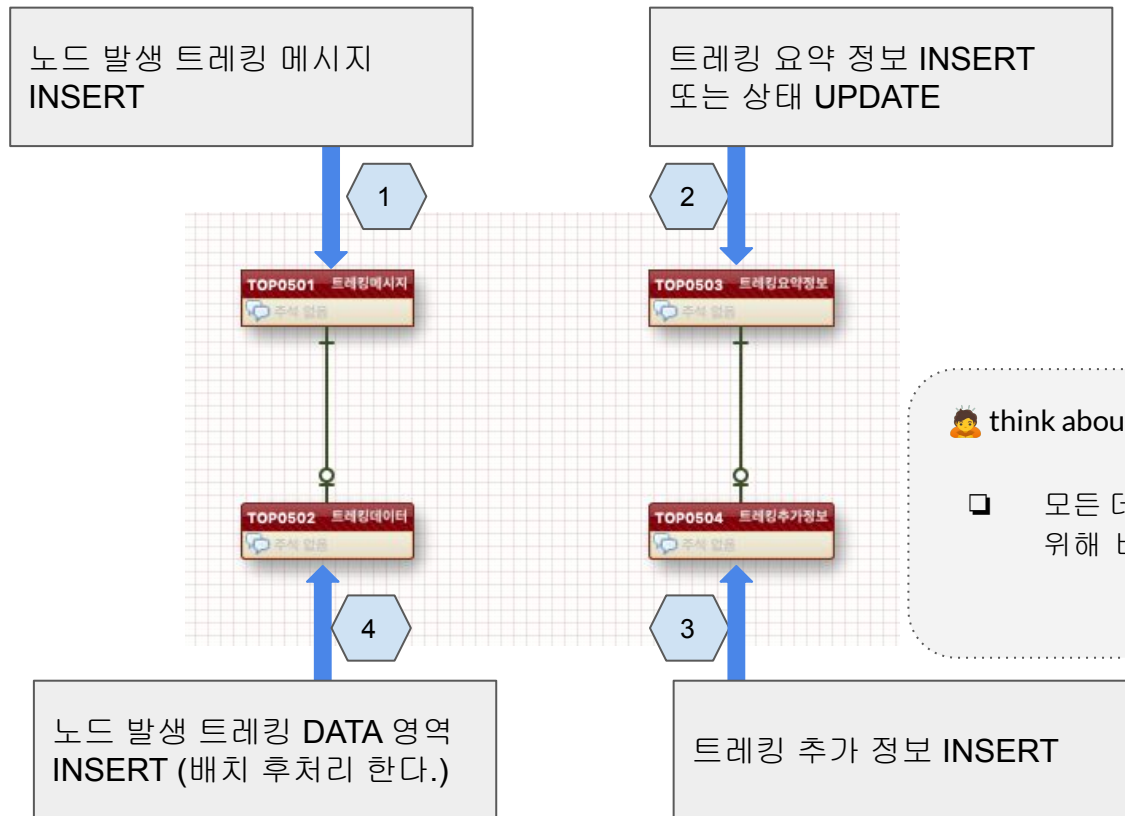 노드 발생 트레킹 메시지
INSERT
트레킹 요약 정보 INSERT
또는 상태 UPDATE
1
2
TOP0501 트레킹메시지
주석 없음
TOP0503 트레킹요약정보
주석 없음
🙇 think abou
❏ 모든 더
위해 ㅂ
TOP0502 트레킹데이터
주석 없음
TOP0504 트레킹추가정보
주석 없음
4
3
노드 발생 트레킹 DATA 영역
INSERT (배치 후처리 한다.)
트레킹 추가 정보 INSERT